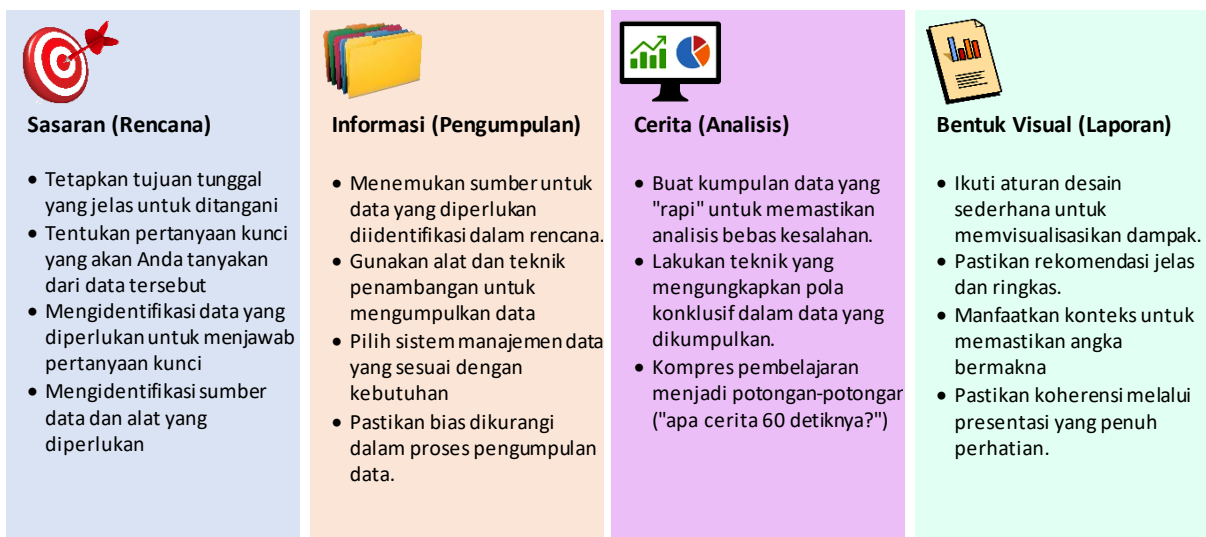 Sasaran (Rencana)
• Tetapkan tujuan tunggal
yang jelas untuk ditangani
• Tentukan pertanyaan kunci
yang akan Anda tanyakan
dari data tersebut
• Mengidentifikasi data yang
diperlukan untuk menjawab
pertanyaan kunci
• Mengidentifikasi sumber
data dan alat yang
diperlukan
Informasi (Pengumpulan)
• Menemukan sumber untuk
data yang diperlukan
diidentifikasi dalam rencana.
• Gunakan alat dan teknik
penambangan untuk
mengumpulkan data
• Pilih sistem manajemen data
yang sesuai dengan
kebutuhan
• Pastikan bias dikurangi
dalam proses pengumpulan
data.
Cerita (Analisis)
• Buat kumpulan data yang
"rapi" untuk memastikan
analisis bebas kesalahan.
• Lakukan teknik yang
mengungkapkan pola
konklusif dalam data yang
dikumpulkan.
• Kompres pembelajaran
menjadi potongan-potongan
("apa cerita 60 detiknya?")
Bentuk Visual (Laporan)
• Ikuti aturan desain
sederhana untuk
memvisualisasikan dampak.
• Pastikan rekomendasi jelas
dan ringkas.
• Manfaatkan konteks untuk
memastikan angka
bermakna
• Pastikan koherensi melalui
presentasi yang penuh
perhatian.